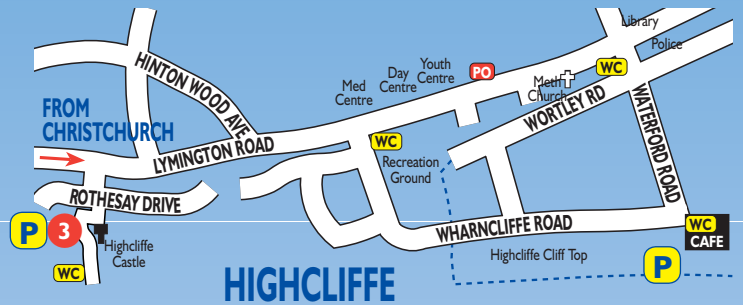 Library
Police
HINTON WOOD AVE
Youth
Centre
Day
Centre
Med
Centre
PO
WC
Meth
Church
WORTLEY RD
WATERFORD ROAD
FROM
CHRISTCHURCH
LYMINGTON ROAD
WC
Recreation
Ground
ROTHESAY DRIVE
P
3
Highcliffe
Castle
WC
WHARNCLIFFE ROAD
WC
CAFE
Highcliffe Cliff Top
P
HIGHCLIFFE